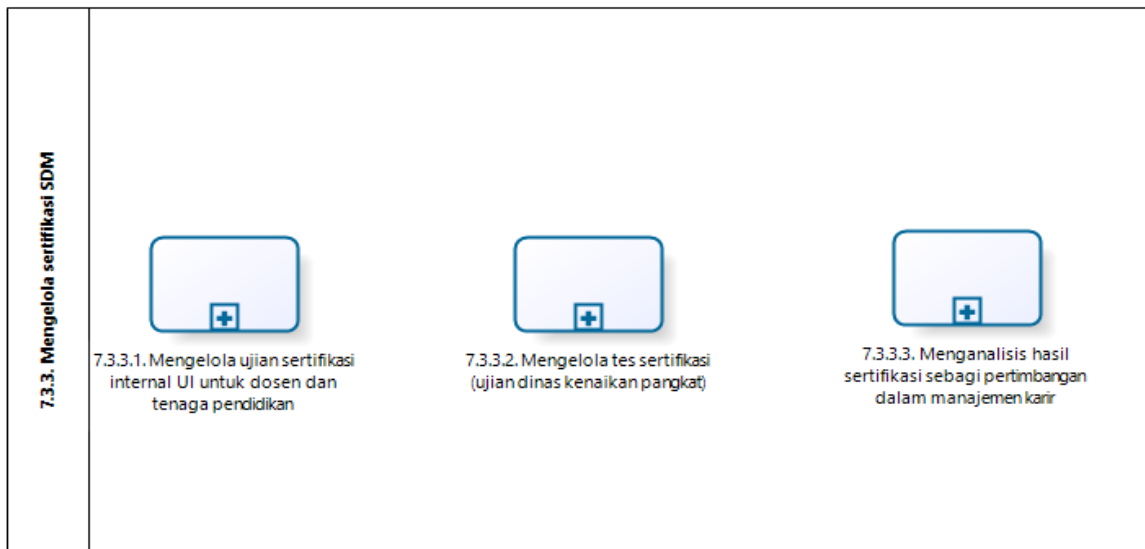 7.3.3. Mengelola sertifikasi SDM
7.3.3.1. Mengelola ujian sertifikasi
internal UI untuk dosen dan
tenaga pendidikan
7.3.3.2. Mengelola tes sertifikasi
(ujian dinas kenaikan pangkat)
7.3.3.3. Menganalisis hasil
sertifikasi sebagi pertimbangan
dalam manajemen karir